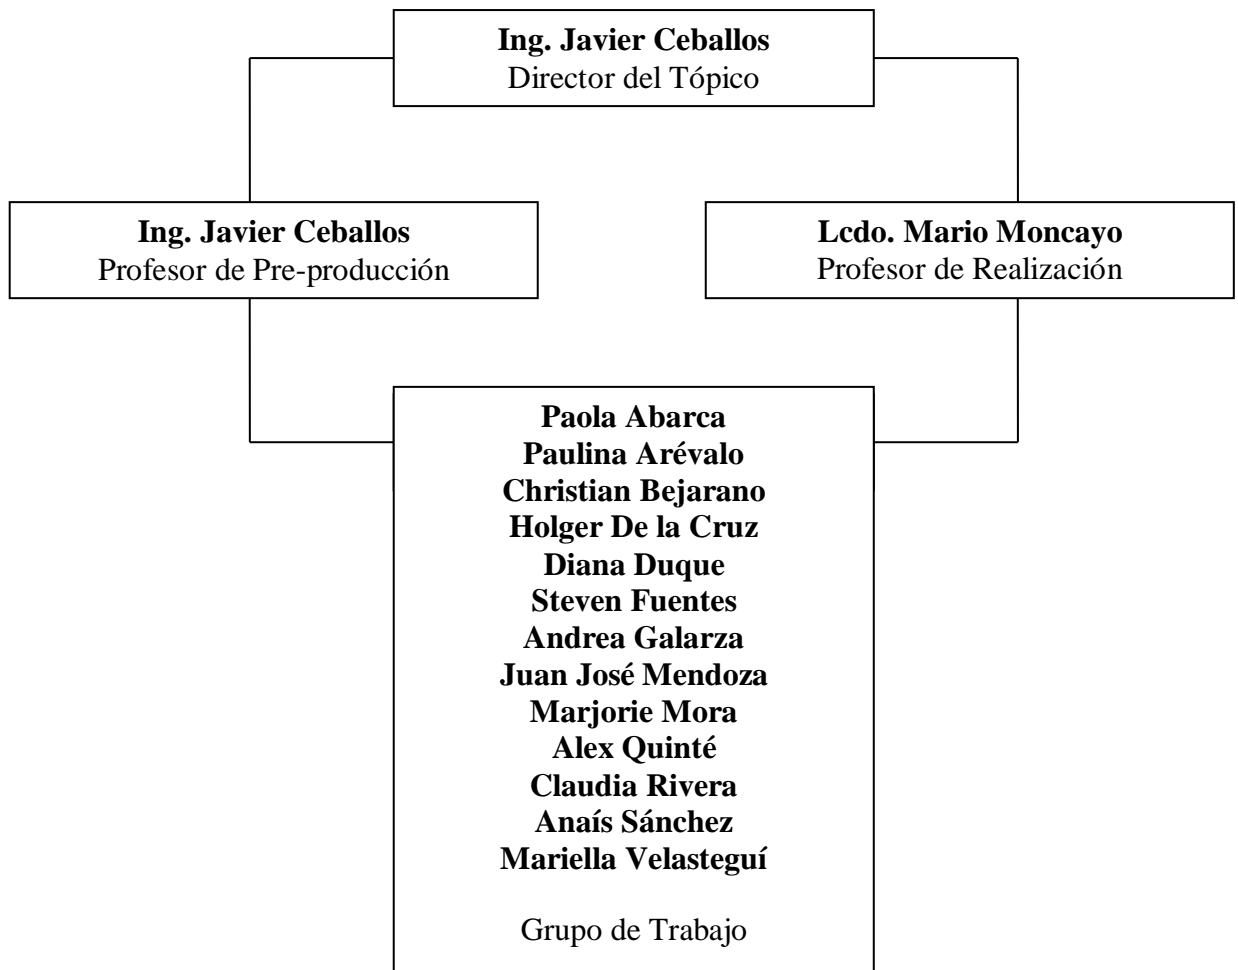 Ing. Javier Ceballos
Director del Tópico
Ing. Javier Ceballos
Profesor de Pre-producción
Lcdo. Mario Moncayo
Profesor de Realización
Paola Abarca
Paulina Arévalo
Christian Bejarano
Holger De la Cruz
Diana Duque
Steven Fuentes
Andrea Galarza
Juan José Mendoza
Marjorie Mora
Alex Quinté
Claudia Rivera
Anaís Sánchez
Mariella Velasteguí
Grupo de Trabajo